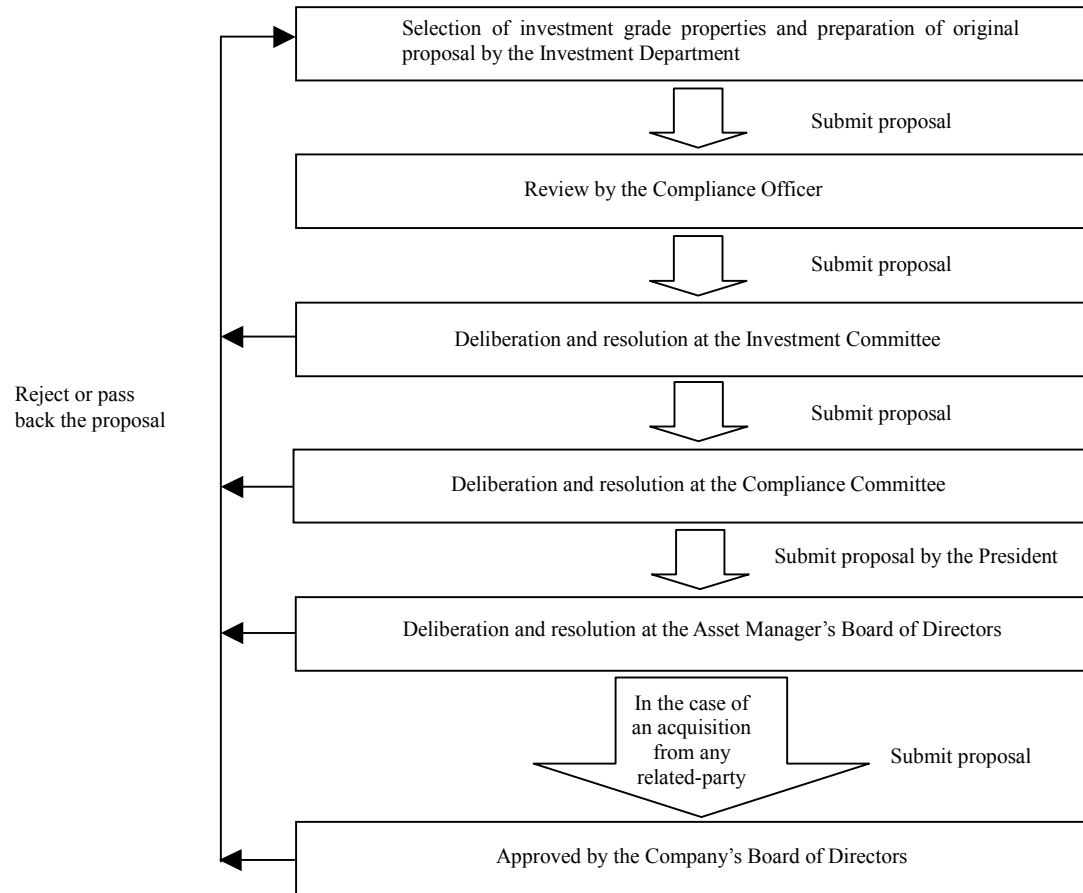 Selection of investment grade properties and preparation of original
proposal by the Investment Department
Submit proposal
Review by the Compliance Officer
Submit proposal
Deliberation and resolution at the Investment Committee
Reject or pass
back the proposal
Submit proposal
Deliberation and resolution at the Compliance Committee
Submit proposal by the President
Deliberation and resolution at the Asset Manager’s Board of Directors
In the case of
an acquisition
from any
related-party
Submit proposal
Approved by the Company’s Board of Directors